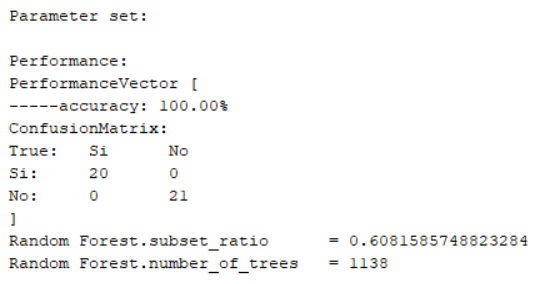 Parameter set:
Performance:
PerformanceVector [
-----accuracy: 100.00%
ConfusionMatrix:
True: Si No
Si: 20 0
No: 0 21
]
Random Forest.subset_ratio = 0.6081585748823284
Random Forest.number_of_trees = 1138